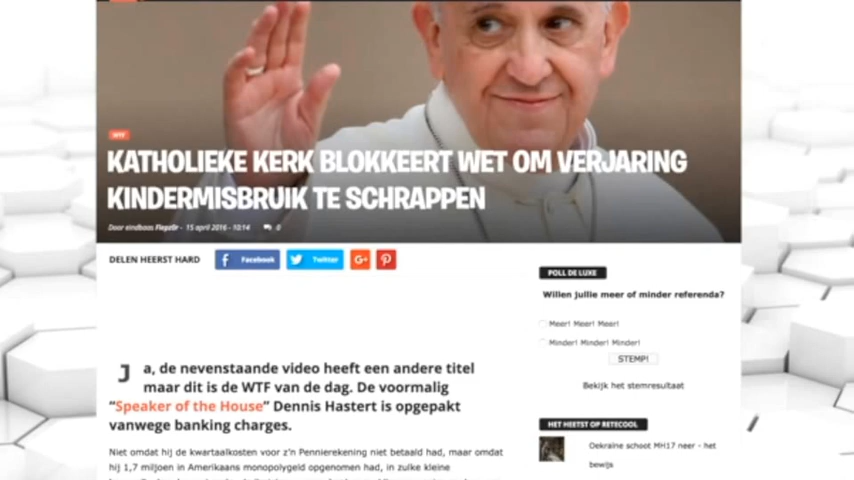 WTF
KATHOLIEKE KERK BLOKKEERT WET OM VERJARING
KINDERMISBRUIK TE SCHRAPPEN
Door eindbaas Flepz0r - 15 april 2016 - 10:14 0
DELEN HEERST HARD
Facebook
Twitter
G+
POLL DE LUXE
Willen jullie meer of minder referenda?
Meer! Meer! Meer!
Minder! Minder! Minder!
STEMP!
Bekijk het stemresultaat
Ja, de nevenstaande video heeft een andere titel
maar dit is de WTF van de dag. De voormalig
“Speaker of the House” Dennis Hastert is opgepakt
vanwege banking charges.
Niet omdat hij de kwartaalkosten voor z’n Pennierekening niet betaald had, maar omdat
hij 1,7 miljoen in Amerikaans monopolygeld opgenomen had, in zulke kleine
HET HEETST OP RETECOOL
Oekraïne schoot MH17 neer - het
bewijs